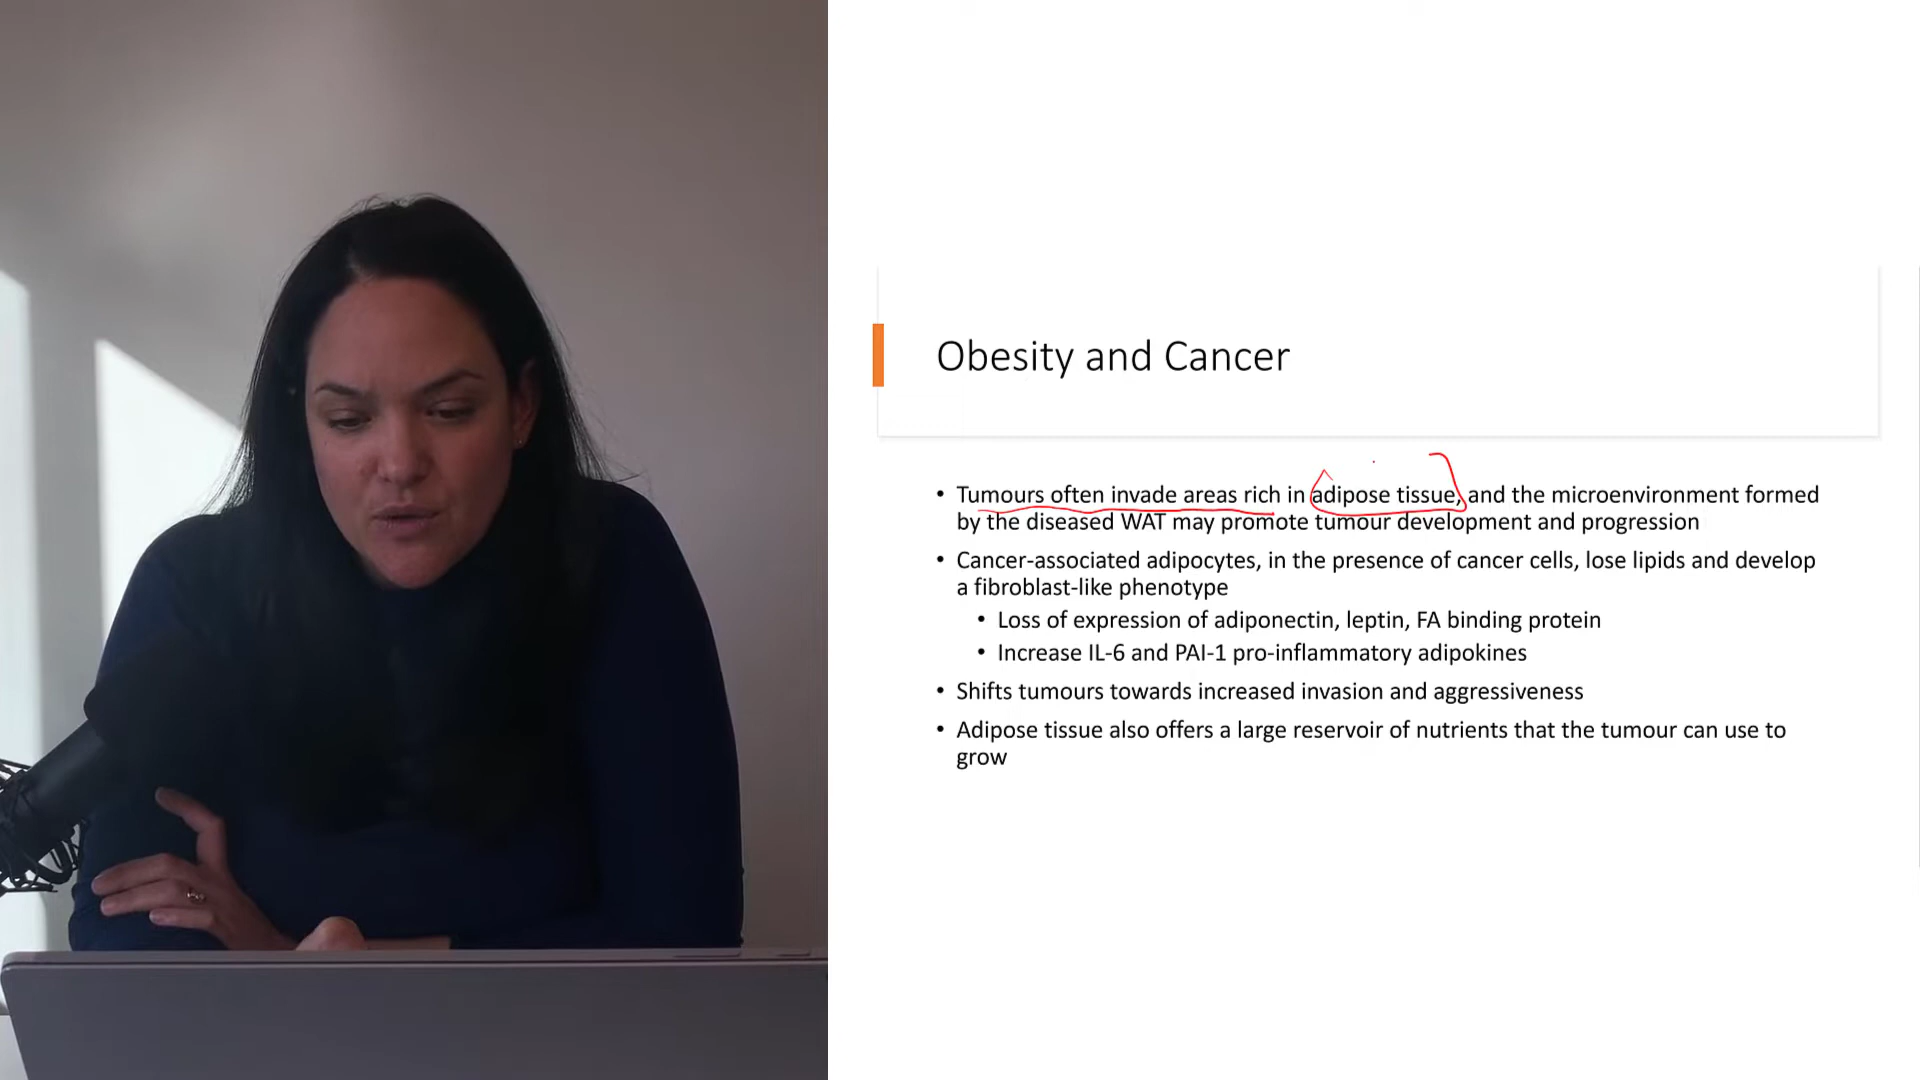 Obesity and Cancer
• Tumours often invade areas rich in adipose tissue, and the microenvironment formed
by the diseased WAT may promote tumour development and progression
• Cancer-associated adipocytes, in the presence of cancer cells, lose lipids and develop
a fibroblast-like phenotype
• Loss of expression of adiponectin, leptin, FA binding protein
• Increase IL-6 and PAI-1 pro-inflammatory adipokines
• Shifts tumours towards increased invasion and aggressiveness
• Adipose tissue also offers a large reservoir of nutrients that the tumour can use to
grow